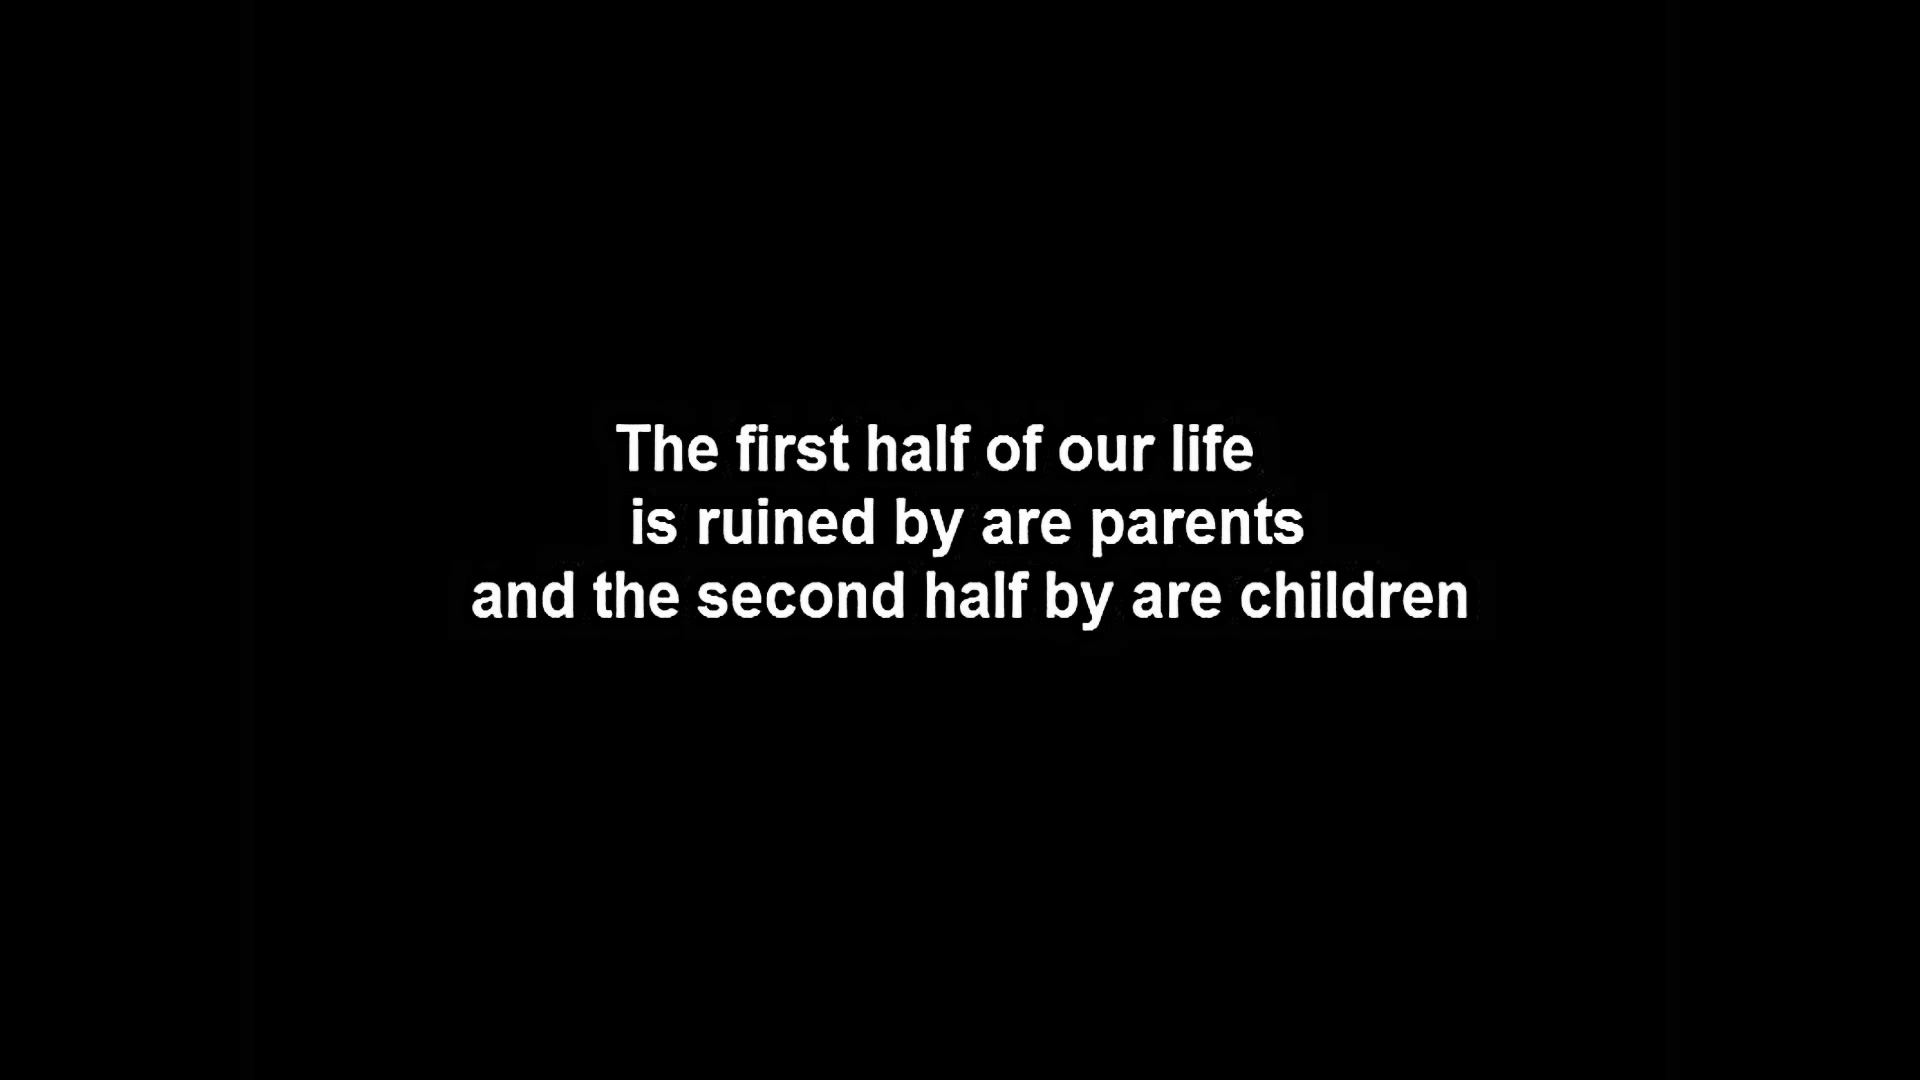 The first half of our life
is ruined by are parents
and the second half by are children